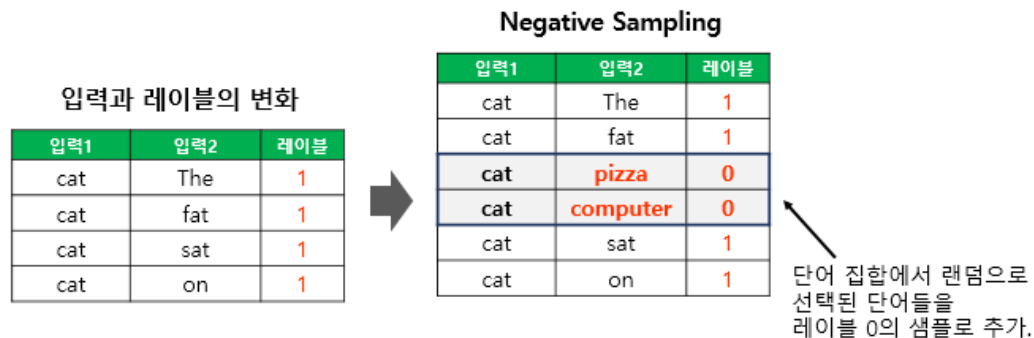 Negative Sampling
입력과 레이블의 변화
입력1 입력2 레이블
cat The 1
cat fat 1
cat sat 1
cat on 1
입력1 입력2 레이블
cat The 1
cat fat 1
cat pizza 0
cat computer 0
cat sat 1
cat on 1
단어 집합에서 랜덤으로
선택된 단어들을
레이블 0의 샘플로 추가.